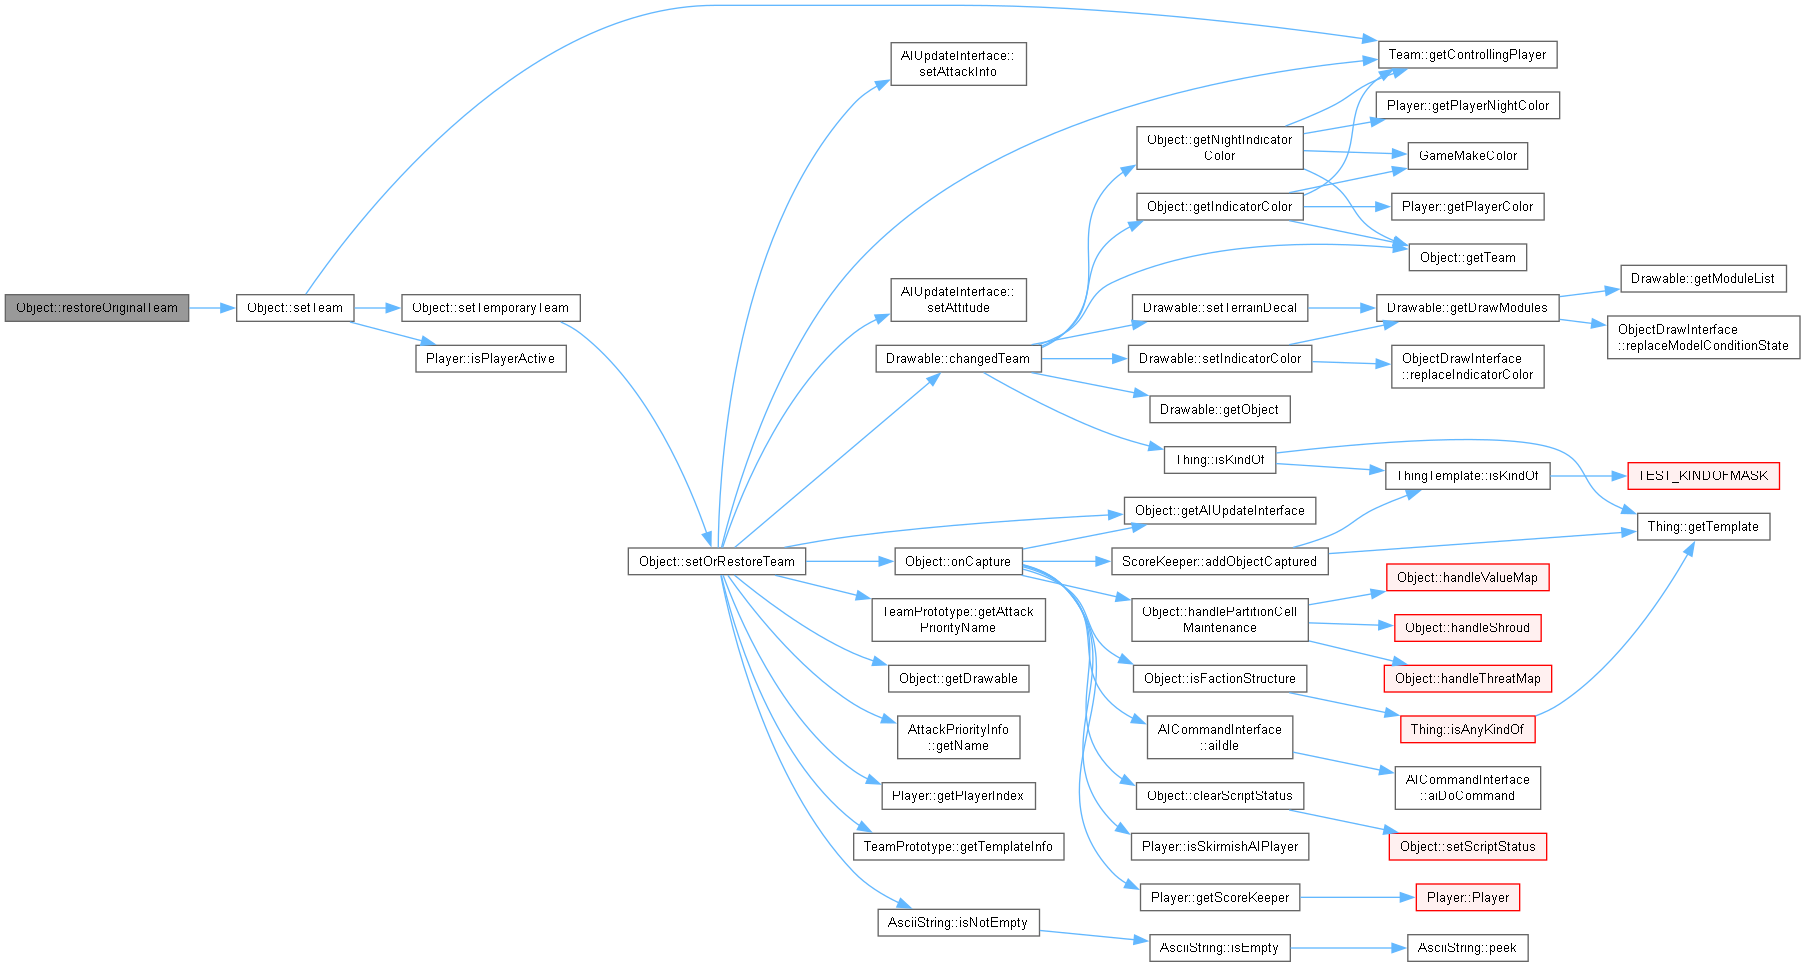 Object::restoreOriginalTeam
Object::setTeam
Object::setTemporaryTeam
Player::isPlayerActive
Object::setOrRestoreTeam
AIUpdateInterface::
setAttackInfo
AIUpdateInterface::
setAttitude
Drawable::changedTeam
Object::onCapture
TeamPrototype::getAttack
PriorityName
Object::getDrawable
AttackPriorityInfo
::getName
Player::getPlayerIndex
TeamPrototype::getTemplateInfo
AsciiString::isNotEmpty
Object::getNightIndicator
Color
Object::getIndicatorColor
Drawable::setTerrainDecal
Drawable::setIndicatorColor
Drawable::getObject
Thing::isKindOf
Object::getAIUpdateInterface
ScoreKeeper::addObjectCaptured
Object::handlePartitionCell
Maintenance
Object::isFactionStructure
AICommandInterface
::aiIdle
Object::clearScriptStatus
Player::isSkirmishAIPlayer
Player::getScoreKeeper
AsciiString::isEmpty
Team::getControllingPlayer
Player::getPlayerNightColor
GameMakeColor
Player::getPlayerColor
Object::getTeam
Drawable::getDrawModules
ObjectDrawInterface
::replaceIndicatorColor
ThingTemplate::isKindOf
Object::handleValueMap
Object::handleShroud
Object::handleThreatMap
Thing::isAnyKindOf
AICommandInterface
::aiDoCommand
Object::setScriptStatus
Player::Player
AsciiString::peek
Drawable::getModuleList
ObjectDrawInterface
::replaceModelConditionState
TEST_KINDOFMASK
Thing::getTemplate